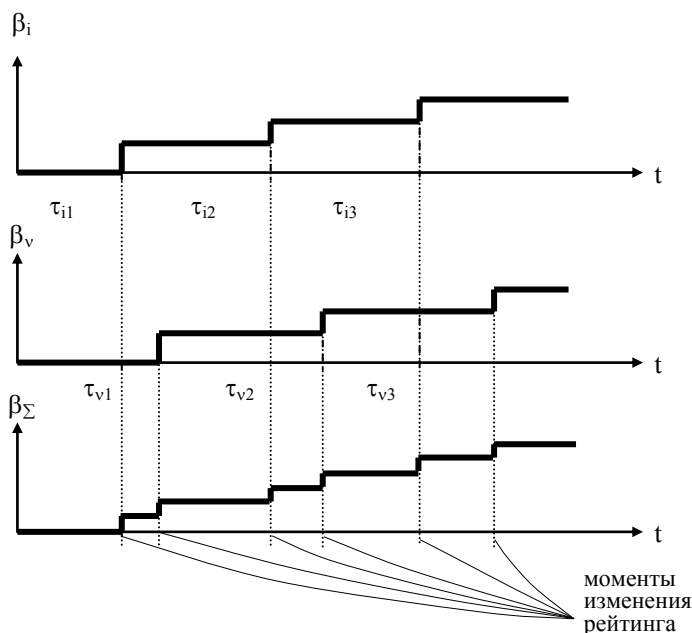 βi
t
τi1 τi2 τi3
βν
t
τν1 τν2 τν3
βΣ
t
моменты
изменения
рейтинга